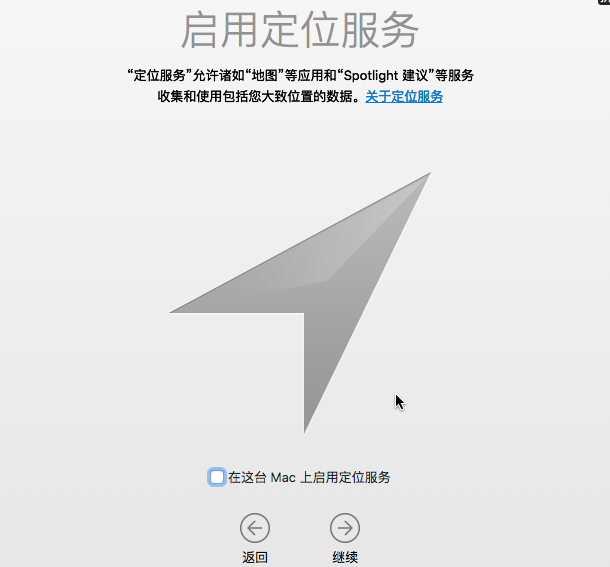 启用定位服务
“定位服务”允许诸如“地图”等应用和“Spotlight 建议”等服务
收集和使用包括您大致位置的数据。关于定位服务
在这台 Mac 上启用定位服务
返回 继续